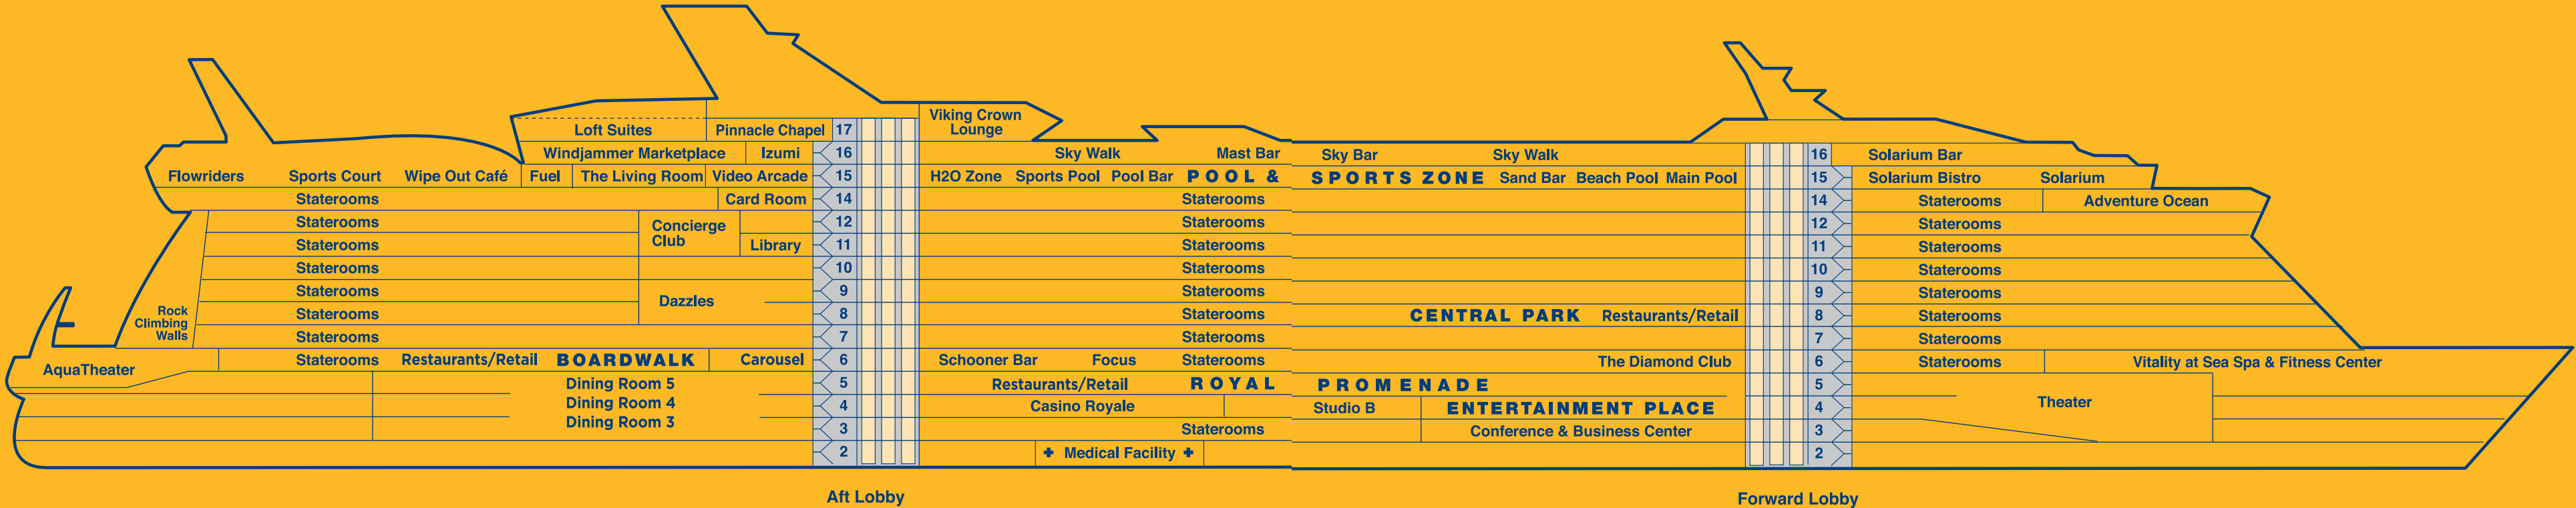 Viking Crown
Lounge
Loft Suites Pinnacle Chapel 17
Windjammer Marketplace Izumi 16 Sky Walk Mast Bar Sky Bar Sky Walk 16 Solarium Bar
Flowriders Sports Court Wipe Out Café Fuel The Living Room Video Arcade 15 H2O Zone Sports Pool Pool Bar POOL & SPORTS ZONE Sand Bar Beach Pool Main Pool 15 Solarium Bistro Solarium
Staterooms Card Room 14 Staterooms 14 Staterooms Adventure Ocean
Staterooms Concierge Club 12 Staterooms 12 Staterooms
Staterooms Library 11 Staterooms 11 Staterooms
Staterooms 10 Staterooms 10 Staterooms
Staterooms Dazzles 9 Staterooms 9 Staterooms
Rock
Climbing
Walls
Staterooms 8 Staterooms CENTRAL PARK Restaurants/Retail 8 Staterooms
Staterooms 7 Staterooms 7 Staterooms
AquaTheater Staterooms Restaurants/Retail BOARDWALK Carousel 6 Schooner Bar Focus Staterooms The Diamond Club 6 Staterooms Vitality at Sea Spa & Fitness Center
Dining Room 5 5 Restaurants/Retail ROYAL PROMENADE 5
Dining Room 4 4 Casino Royale Studio B ENTERTAINMENT PLACE 4 Theater
Dining Room 3 3 Staterooms Conference & Business Center 3
2 Medical Facility 2
Aft Lobby Forward Lobby